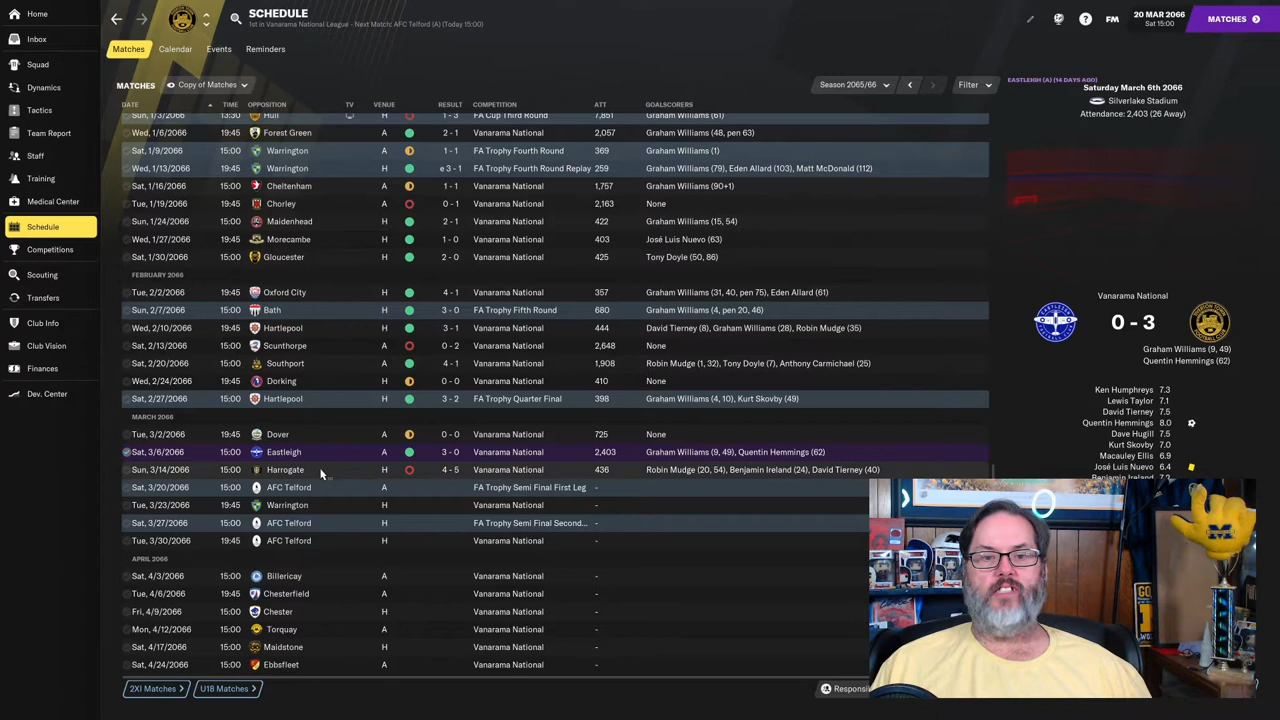 Home
Inbox
Squad
Dynamics
Tactics
Team Report
Staff
Training
Medical Center
Schedule
Competitions
Scouting
Transfers
Club Info
Club Vision
Finances
Dev. Center
SCHEDULE
1st in Vanarama National League - Next Match: AFC Telford (A) (Today 15:00)
FM
20 MAR 2066
Sat 15:00
MATCHES
Matches Calendar Events Reminders
MATCHES Copy of Matches Season 2065/66 Filter
DATE TIME OPPOSITION TV VENUE RESULT COMPETITION ATT GOALSCORERS
Sun, 1/3/2066 13:30 Hull H 1 - 3 FA Cup Third Round 7,851 Graham Williams (61)
Wed, 1/6/2066 19:45 Forest Green A 2 - 1 Vanarama National 2,057 Graham Williams (48, pen 63)
Sat, 1/9/2066 15:00 Warrington A 1 - 1 FA Trophy Fourth Round 369 Graham Williams (1)
Wed, 1/13/2066 19:45 Warrington H e 3 - 1 FA Trophy Fourth Round Replay 259 Graham Williams (79), Eden Allard (103), Matt McDonald (112)
Sat, 1/16/2066 15:00 Cheltenham A 1 - 1 Vanarama National 1,757 Graham Williams (90+1)
Tue, 1/19/2066 19:45 Chorley A 0 - 1 Vanarama National 2,163 None
Sun, 1/24/2066 15:00 Maidenhead H 2 - 1 Vanarama National 422 Graham Williams (15, 54)
Wed, 1/27/2066 19:45 Morecambe H 1 - 0 Vanarama National 403 José Luis Nuevo (63)
Sat, 1/30/2066 15:00 Gloucester H 2 - 0 Vanarama National 425 Tony Doyle (50, 86)
FEBRUARY 2066
Tue, 2/2/2066 19:45 Oxford City H 4 - 1 Vanarama National 357 Graham Williams (31, 40, pen 75), Eden Allard (61)
Sun, 2/7/2066 15:00 Bath H 3 - 0 FA Trophy Fifth Round 680 Graham Williams (4, pen 20, 46)
Wed, 2/10/2066 19:45 Hartlepool H 3 - 1 Vanarama National 444 David Tierney (8), Graham Williams (28), Robin Mudge (35)
Sat, 2/13/2066 15:00 Scunthorpe A 0 - 2 Vanarama National 2,648 None
Sat, 2/20/2066 15:00 Southport A 4 - 1 Vanarama National 1,908 Robin Mudge (1, 32), Tony Doyle (7), Anthony Carmichael (25)
Wed, 2/24/2066 19:45 Dorking H 0 - 0 Vanarama National 410 None
Sat, 2/27/2066 15:00 Hartlepool H 3 - 2 FA Trophy Quarter Final 398 Graham Williams (4, 10), Kurt Skovby (49)
MARCH 2066
Tue, 3/2/2066 19:45 Dover A 0 - 0 Vanarama National 725 None
Sat, 3/6/2066 15:00 Eastleigh A 3 - 0 Vanarama National 2,403 Graham Williams (9, 49), Quentin Hemmings (62)
Sun, 3/14/2066 15:00 Harrogate H 4 - 5 Vanarama National 436 Robin Mudge (20, 54), Benjamin Ireland (24), David Tierney (40)
Sat, 3/20/2066 15:00 AFC Telford A FA Trophy Semi Final First Leg -
Tue, 3/23/2066 19:45 Warrington H Vanarama National -
Sat, 3/27/2066 15:00 AFC Telford H FA Trophy Semi Final Second... -
Tue, 3/30/2066 19:45 AFC Telford H Vanarama National -
APRIL 2066
Sat, 4/3/2066 15:00 Billericay A Vanarama National -
Tue, 4/6/2066 19:45 Chesterfield A Vanarama National -
Fri, 4/9/2066 15:00 Chester H Vanarama National -
Mon, 4/12/2066 15:00 Torquay A Vanarama National -
Sat, 4/17/2066 15:00 Maidstone H Vanarama National -
Sat, 4/24/2066 15:00 Ebbsfleet A Vanarama National -
2XI Matches U18 Matches
Responsi
EASTLEIGH (A) (14 DAYS AGO)
Saturday March 6th 2066
Silverlake Stadium
Attendance: 2,403 (26 Away)
Vanarama National
0 - 3
Graham Williams (9, 49)
Quentin Hemmings (62)
Ken Humphreys 7.3
Lewis Taylor 7.1
David Tierney 7.5
Quentin Hemmings 8.0
Dave Hugill 7.5
Kurt Skovby 7.0
Macauley Ellis 6.9
José Luis Nuevo 6.4